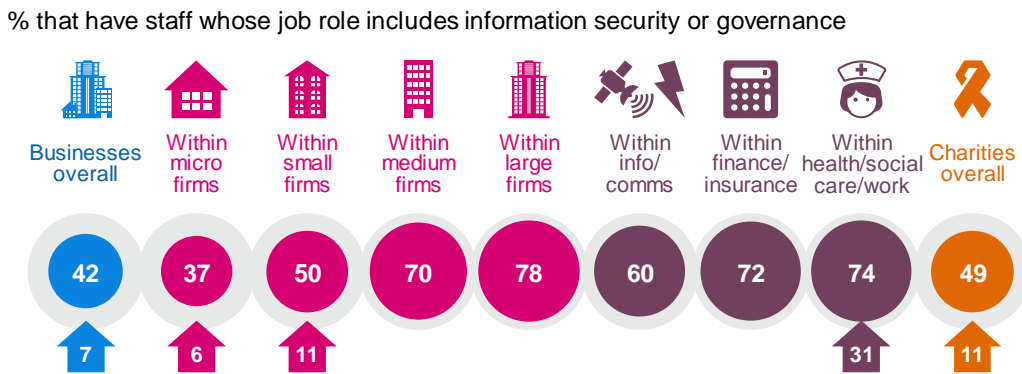 % that have staff whose job role includes information security or governance
Businesses
overall
Within
micro
firms
Within
small
firms
Within
medium
firms
Within
large
firms
Within
info/
comms
Within
finance/
insurance
Within
health/social
care/work
Charities
overall
42
37
50
70
78
60
72
74
49
7
6
11
31
11